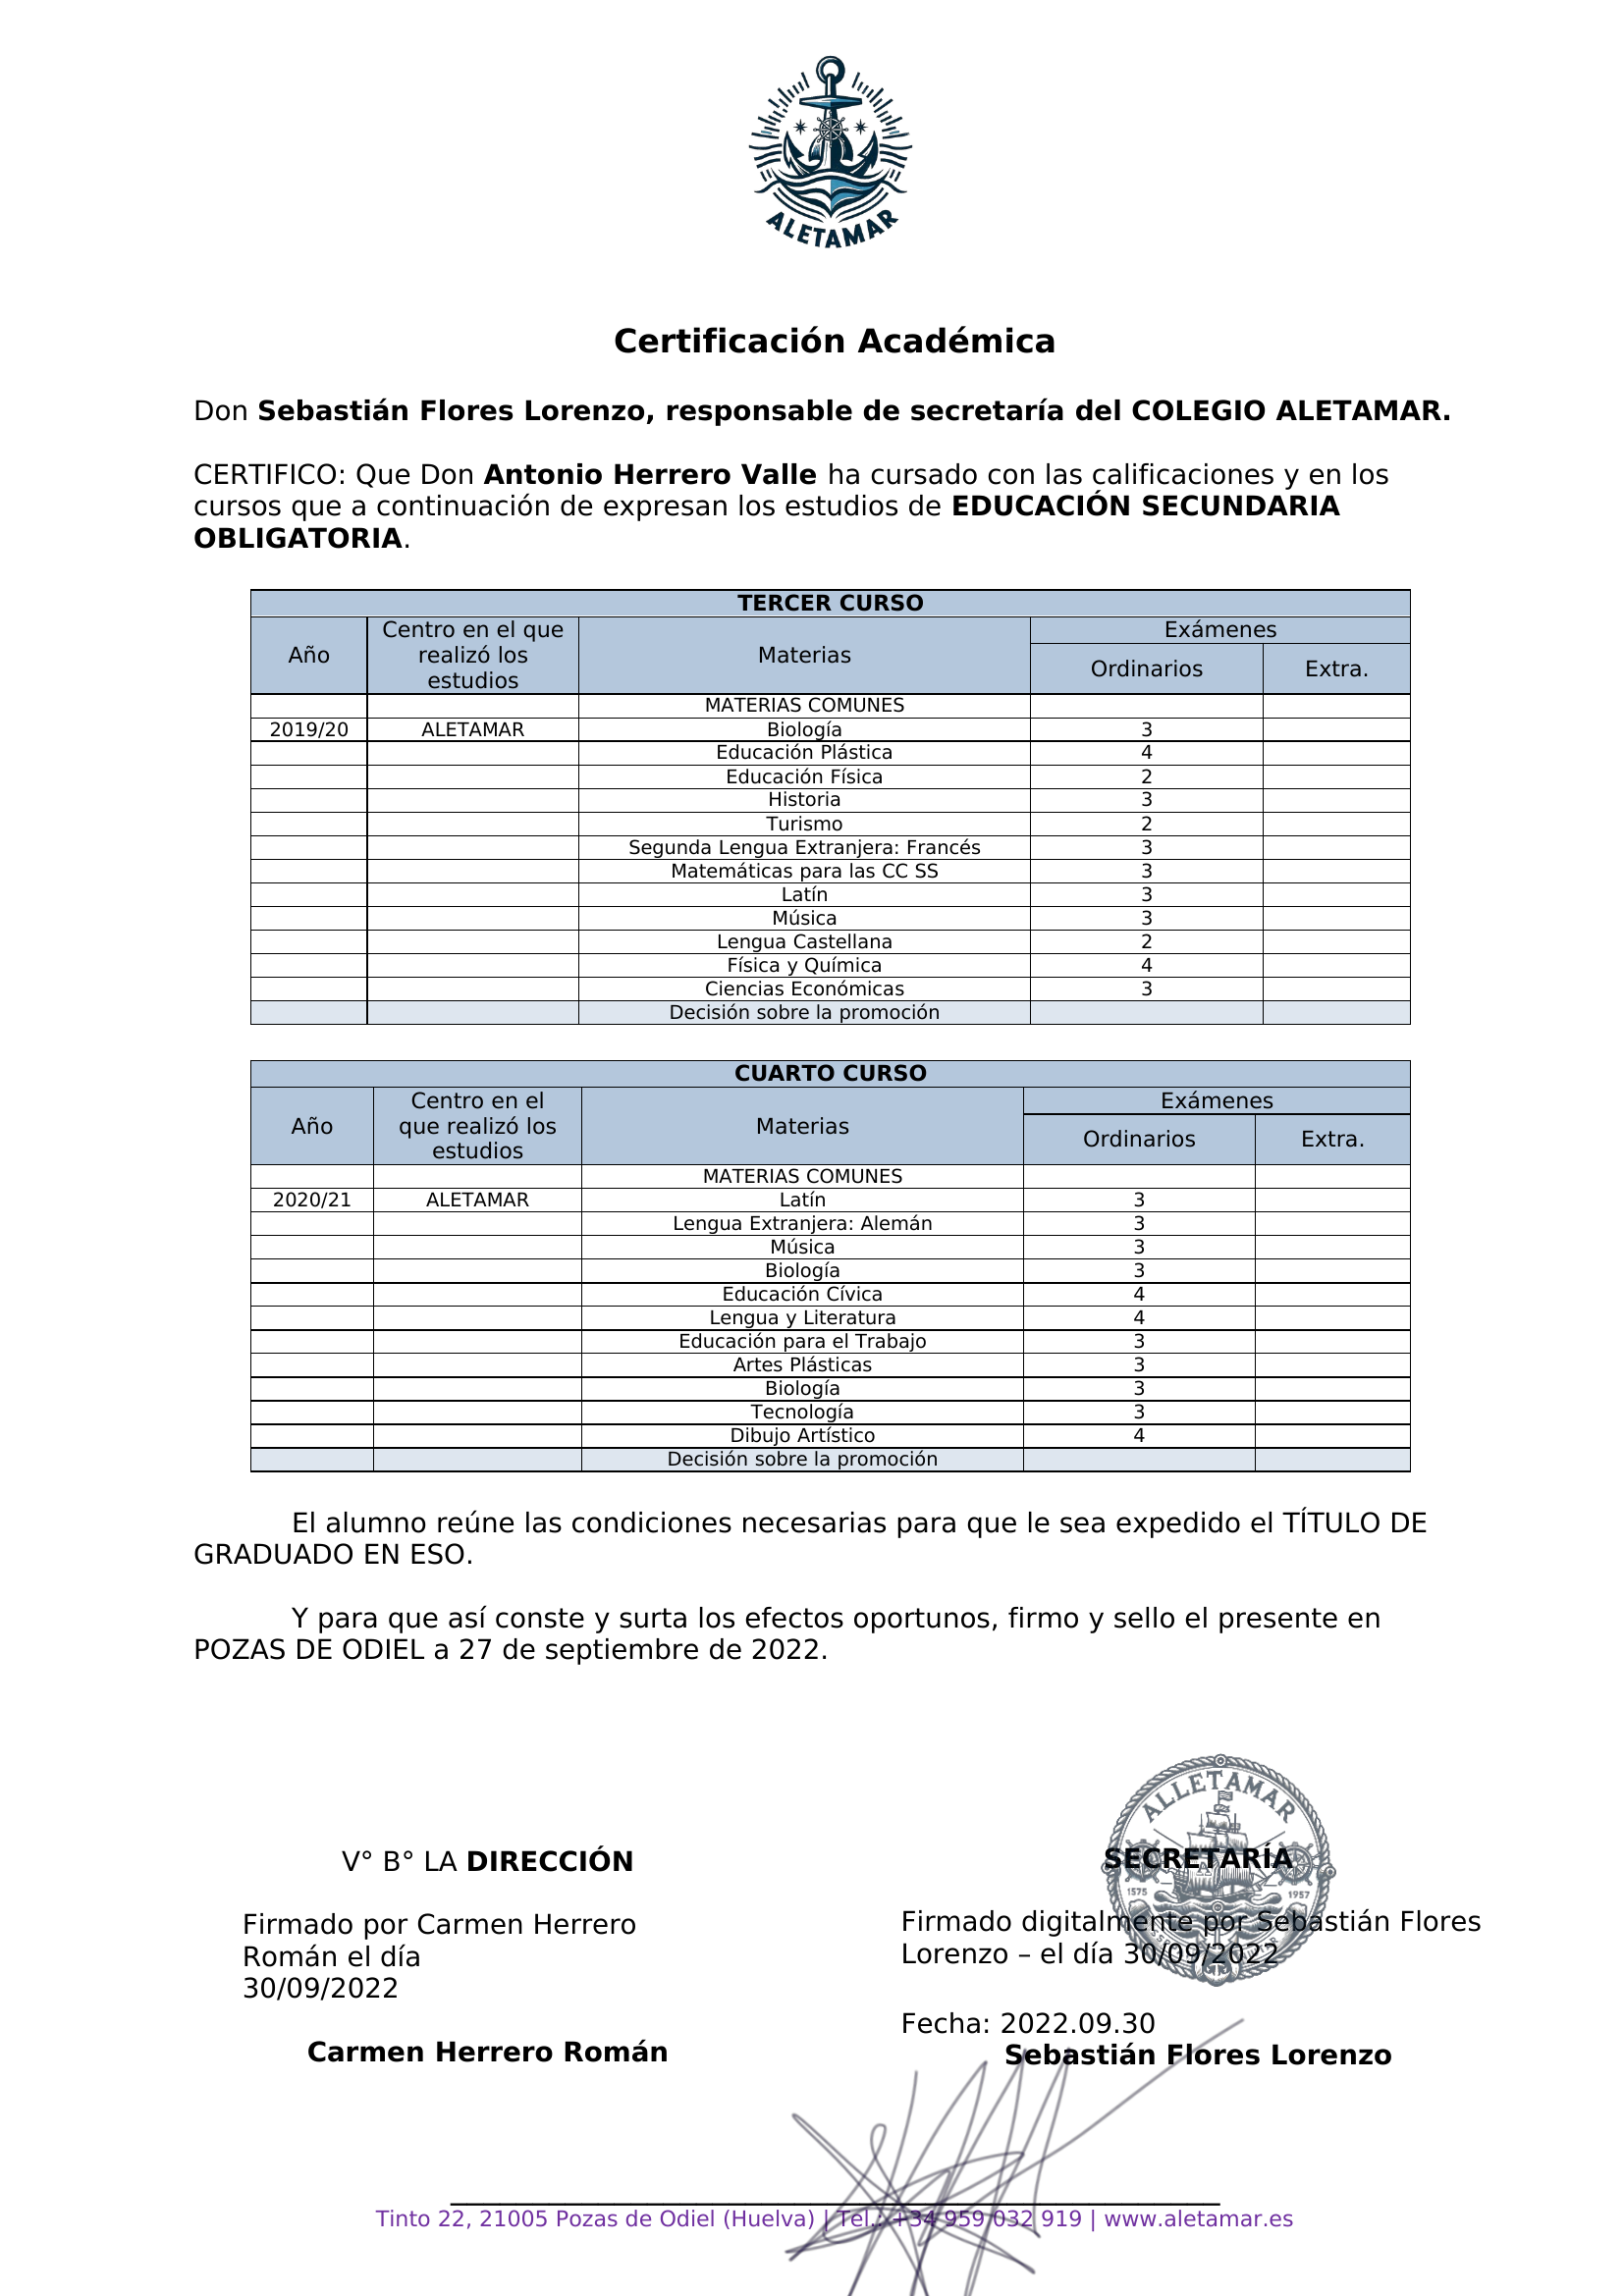 ALETAMAR
Certificación Académica
Don Sebastián Flores Lorenzo, responsable de secretaría del COLEGIO ALETAMAR.
CERTIFICO: Que Don Antonio Herrero Valle ha cursado con las calificaciones y en los
cursos que a continuación de expresan los estudios de EDUCACIÓN SECUNDARIA
OBLIGATORIA.
TERCER CURSO
Año Centro en el que realizó los estudios Materias Exámenes
Ordinarios Extra.
MATERIAS COMUNES
2019/20 ALETAMAR Biología 3
Educación Plástica 4
Educación Física 2
Historia 3
Turismo 2
Segunda Lengua Extranjera: Francés 3
Matemáticas para las CC SS 3
Latín 3
Música 3
Lengua Castellana 2
Física y Química 4
Ciencias Económicas 3
Decisión sobre la promoción
CUARTO CURSO
Año Centro en el que realizó los estudios Materias Exámenes
Ordinarios Extra.
MATERIAS COMUNES
2020/21 ALETAMAR Latín 3
Lengua Extranjera: Alemán 3
Música 3
Biología 3
Educación Cívica 4
Lengua y Literatura 4
Educación para el Trabajo 3
Artes Plásticas 3
Biología 3
Tecnología 3
Dibujo Artístico 4
Decisión sobre la promoción
El alumno reúne las condiciones necesarias para que le sea expedido el TÍTULO DE
GRADUADO EN ESO.
Y para que así conste y surta los efectos oportunos, firmo y sello el presente en
POZAS DE ODIEL a 27 de septiembre de 2022.
V° B° LA DIRECCIÓN
Firmado por Carmen Herrero
Román el día
30/09/2022
Carmen Herrero Román
ALLETAMAR
1575 1957
SECRETARÍA
Firmado digitalmente por Sebastián Flores
Lorenzo – el día 30/09/2022
Fecha: 2022.09.30
Sebastián Flores Lorenzo
Tinto 22, 21005 Pozas de Odiel (Huelva) | Tel.: +34 959 032 919 | www.aletamar.es